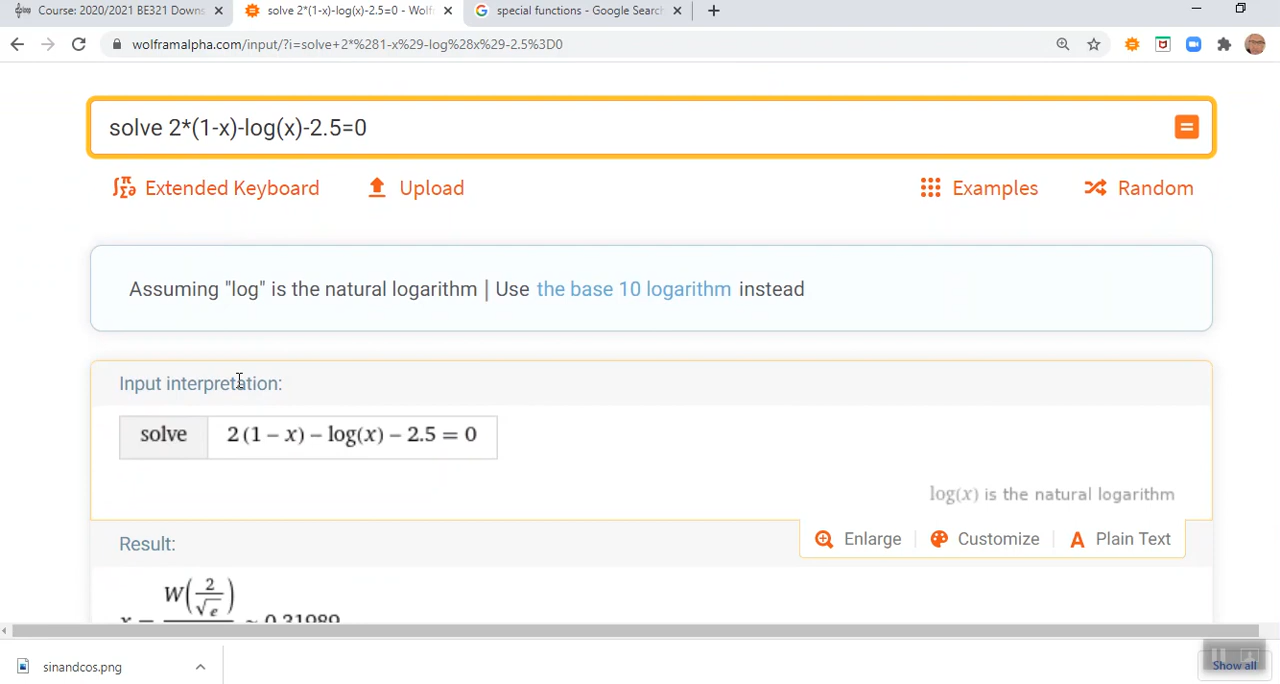 Course: 2020/2021 BE321 Downs
solve 2*(1-x)-log(x)-2.5=0 - Wolf
special functions - Google Search
wolframalpha.com/input/?i=solve+2*%281-x%29-log%28x%29-2.5%3D0
solve 2*(1-x)-log(x)-2.5=0
Extended Keyboard
Upload
Examples
Random
Assuming "log" is the natural logarithm | Use the base 10 logarithm instead
Input interpretation:
solve 2 (1 – x) – log(x) – 2.5 = 0
log(x) is the natural logarithm
Enlarge
Customize
A Plain Text
Result:
W(2/√e)
x = ≈ 0.31989
sinandcos.png
Show all